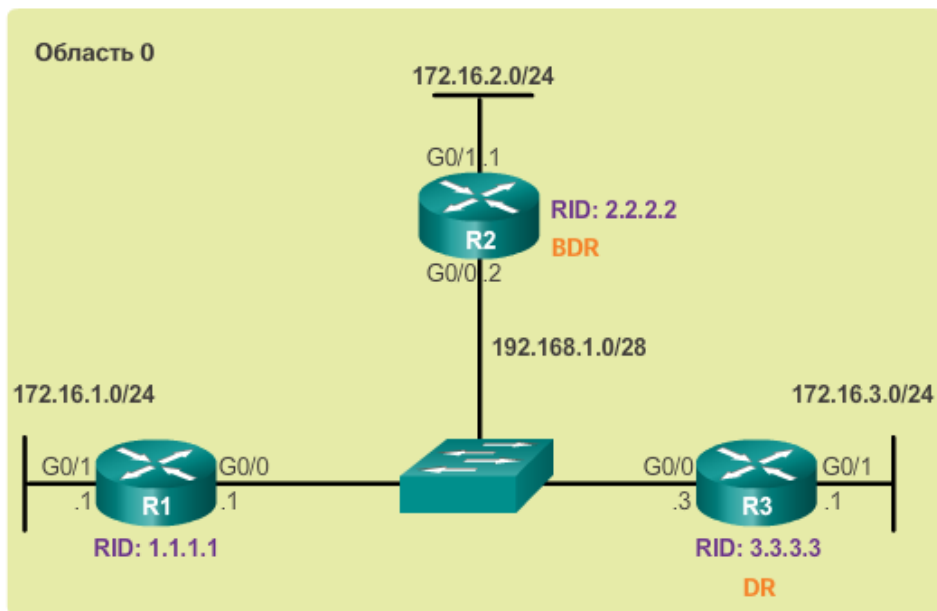 Область 0
172.16.2.0/24
G0/1 .1
R2
RID: 2.2.2.2
BDR
G0/0 .2
192.168.1.0/28
172.16.1.0/24
172.16.3.0/24
G0/1
.1
R1
G0/0
.1
RID: 1.1.1.1
G0/0
.3
R3
G0/1
.1
RID: 3.3.3.3
DR